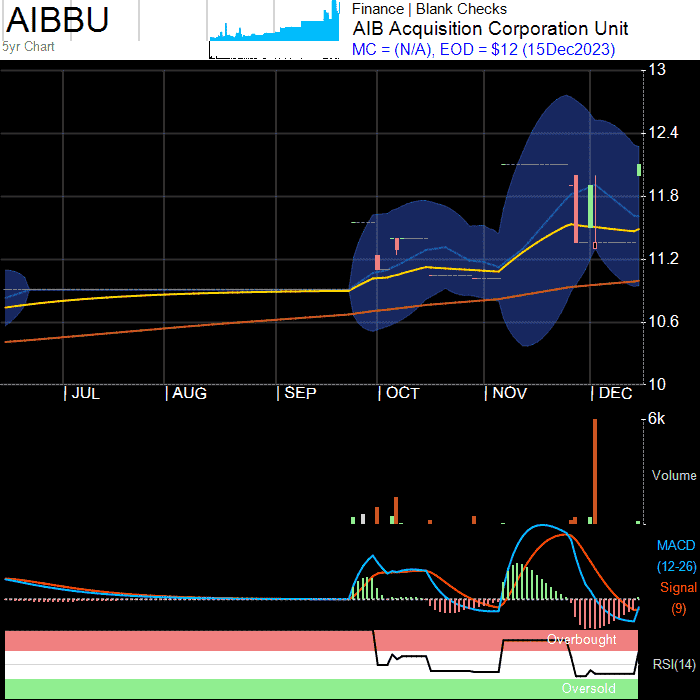 AIBBU
5yr Chart
Finance | Blank Checks
AIB Acquisition Corporation Unit
MC = (N/A), EOD = $12 (15Dec2023)
13
12.4
11.8
11.2
10.6
10
| JUL
| AUG
| SEP
| OCT
| NOV
| DEC
6k
Volume
MACD
(12-26)
Signal
(9)
Overbought
RSI(14)
Oversold